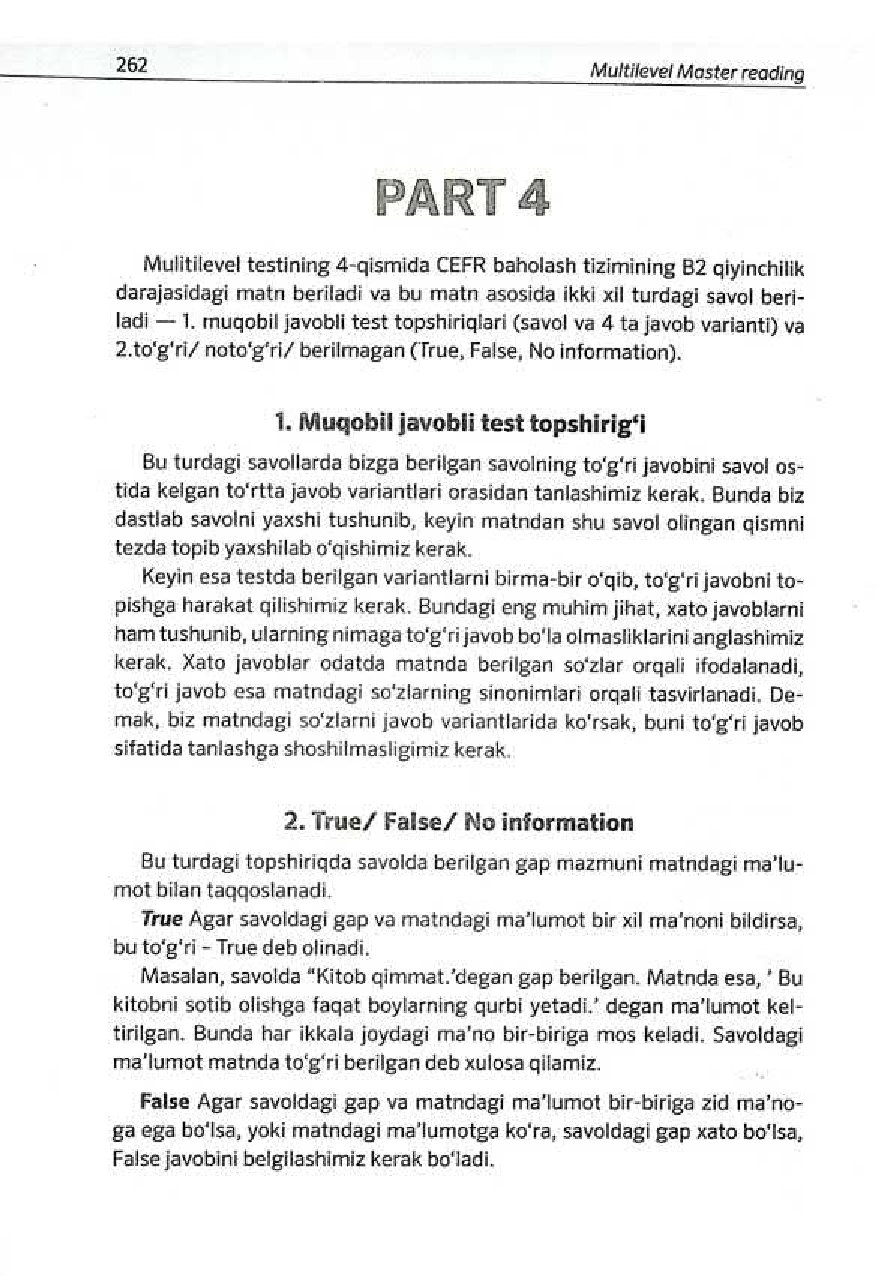 262
Multilevel Master reading
PART 4
Mulitilevel testining 4-qismida CEFR baholash tizimining B2 qiyinchilik
darajasidagi matn beriladi va bu matn asosida ikki xil turdagi savol beri-
ladi — 1. muqobil javobli test topshiriqlari (savol va 4 ta javob varianti) va
2.to'g'ri/ noto'g'ri/ berilmagan (True, False, No information).
1. Muqobil javobli test topshirig‘i
Bu turdagi savollarda bizga berilgan savolning to'g'ri javobini savol os-
tida kelgan to'rtta javob variantlari orasidan tanlashimiz kerak. Bunda biz
dastlab savolni yaxshi tushunib, keyin matndan shu savol olingan qismni
tezda topib yaxshilab o'qishimiz kerak.
Keyin esa testda berilgan variantlarni birma-bir o'qib, to'g'ri javobni to-
pishga harakat qilishimiz kerak. Bundagi eng muhim jihat, xato javoblarni
ham tushunib, ularning nimaga to'g'ri javob bo'la olmasliklarini anglashimiz
kerak. Xato javoblar odatda matnda berilgan so'zlar orqali ifodalanadi,
to'g'ri javob esa matndagi so'zlarning sinonimlari orqali tasvirlanadi. De-
mak, biz matndagi so'zlarni javob variantlarida ko'rsak, buni to'g'ri javob
sifatida tanlashga shoshilmasligimiz kerak.
2. True/ False/ No information
Bu turdagi topshiriqda savolda berilgan gap mazmuni matndagi ma'lu-
mot bilan taqqoslanadi.
True Agar savoldagi gap va matndagi ma'lumot bir xil ma'noni bildirsa,
bu to'g'ri – True deb olinadi.
Masalan, savolda "Kitob qimmat.'degan gap berilgan. Matnda esa, ' Bu
kitobni sotib olishga faqat boylarning qurbi yetadi.' degan ma'lumot kel-
tirilgan. Bunda har ikkala joydagi ma'no bir-biriga mos keladi. Savoldagi
ma'lumot matnda to'g'ri berilgan deb xulosa qilamiz.
False Agar savoldagi gap va matndagi ma'lumot bir-biriga zid ma'no-
ga ega bo'lsa, yoki matndagi ma'lumotga ko'ra, savoldagi gap xato bo'lsa,
False javobini belgilashimiz kerak bo'ladi.